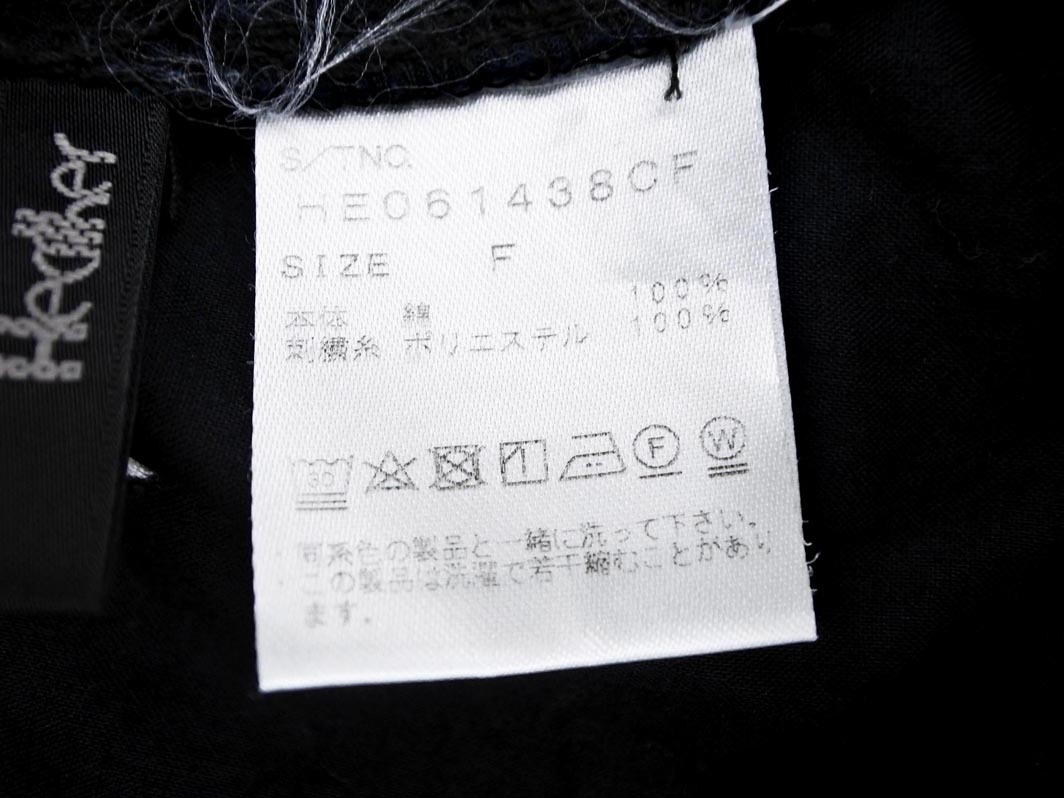 Heather
S/TNO.
HE061438CF
SIZE F
本体 綿 100%
刺繍糸 ポリエステル 100%
30 F W
同系色の製品と一緒に洗って下さい。
この製品は洗濯で若干縮むことがあり
ます。